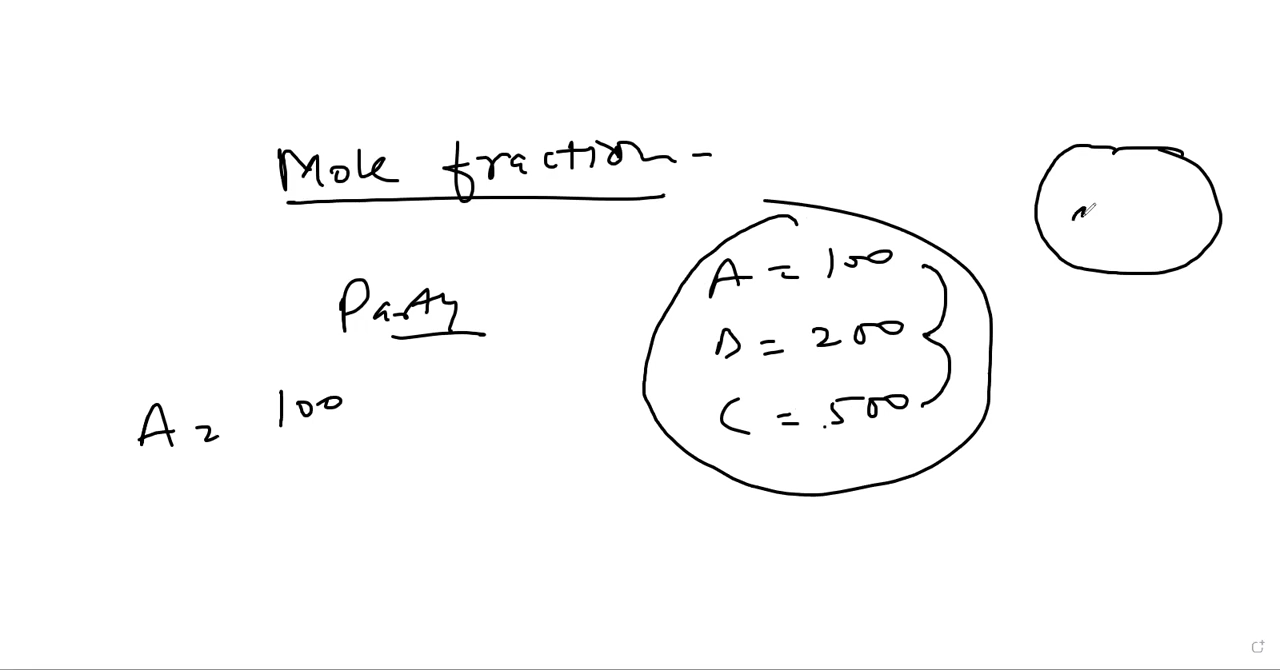 Mole fraction -
Party
A = 100
B = 200
C = 500
A = 100